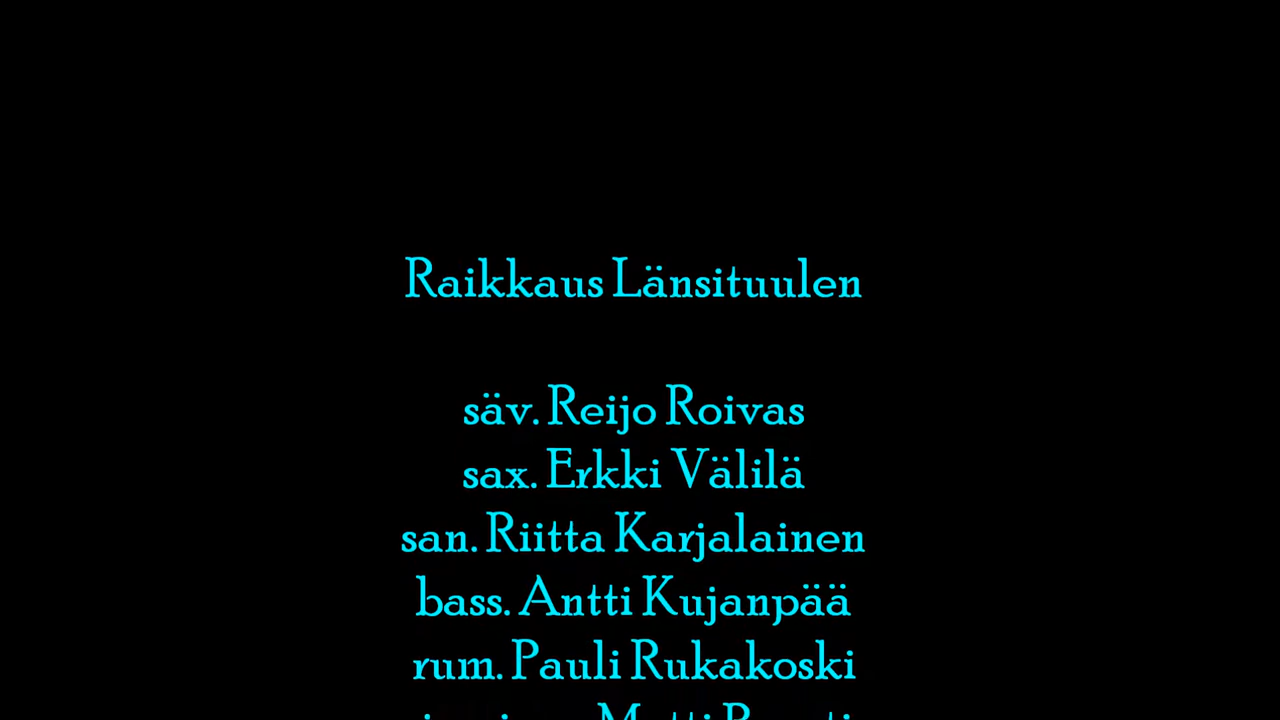 Raikkaus Länsituulen
säv. Reijo Roivas
sax. Erkki Välilä
san. Riitta Karjalainen
bass. Antti Kujanpää
rum. Pauli Rukakoski